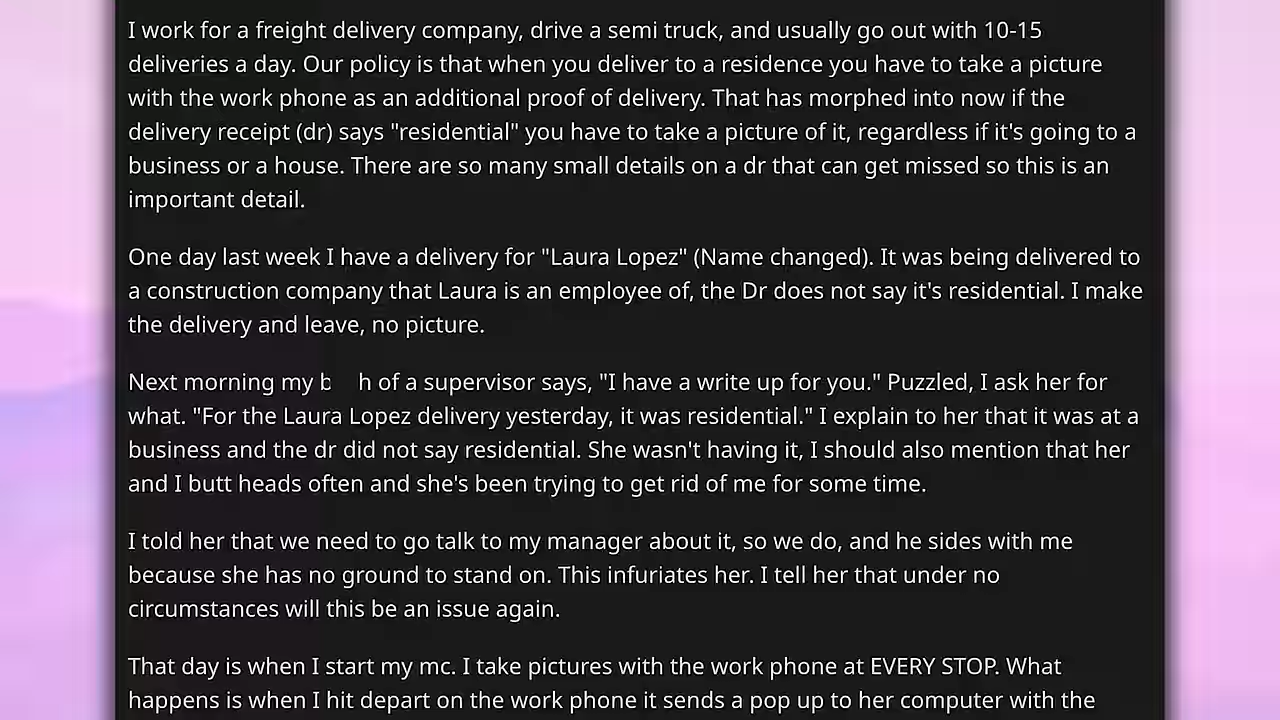 I work for a freight delivery company, drive a semi truck, and usually go out with 10-15
deliveries a day. Our policy is that when you deliver to a residence you have to take a picture
with the work phone as an additional proof of delivery. That has morphed into now if the
delivery receipt (dr) says "residential" you have to take a picture of it, regardless if it's going to a
business or a house. There are so many small details on a dr that can get missed so this is an
important detail.
One day last week I have a delivery for "Laura Lopez" (Name changed). It was being delivered to
a construction company that Laura is an employee of, the Dr does not say it's residential. I make
the delivery and leave, no picture.
Next morning my b h of a supervisor says, "I have a write up for you." Puzzled, I ask her for
what. "For the Laura Lopez delivery yesterday, it was residential." I explain to her that it was at a
business and the dr did not say residential. She wasn't having it, I should also mention that her
and I butt heads often and she's been trying to get rid of me for some time.
I told her that we need to go talk to my manager about it, so we do, and he sides with me
because she has no ground to stand on. This infuriates her. I tell her that under no
circumstances will this be an issue again.
That day is when I start my mc. I take pictures with the work phone at EVERY STOP. What
happens is when I hit depart on the work phone it sends a pop up to her computer with the